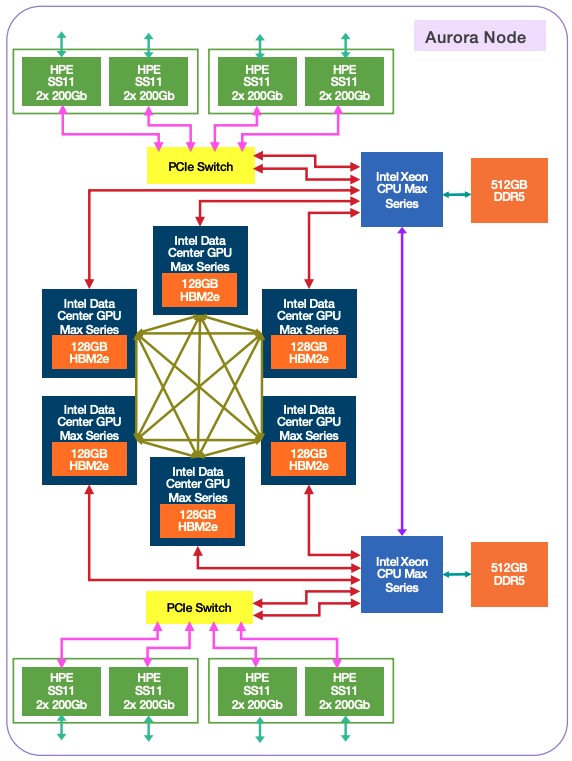 Aurora Node
HPE
SS11
2x 200Gb
HPE
SS11
2x 200Gb
HPE
SS11
2x 200Gb
HPE
SS11
2x 200Gb
PCIe Switch
Intel Xeon
CPU Max
Series
512GB
DDR5
Intel Data
Center GPU
Max Series
128GB
HBM2e
Intel Data
Center GPU
Max Series
128GB
HBM2e
Intel Data
Center GPU
Max Series
128GB
HBM2e
Intel Data
Center GPU
Max Series
128GB
HBM2e
Intel Data
Center GPU
Max Series
128GB
HBM2e
Intel Data
Center GPU
Max Series
128GB
HBM2e
Intel Xeon
CPU Max
Series
512GB
DDR5
PCIe Switch
HPE
SS11
2x 200Gb
HPE
SS11
2x 200Gb
HPE
SS11
2x 200Gb
HPE
SS11
2x 200Gb